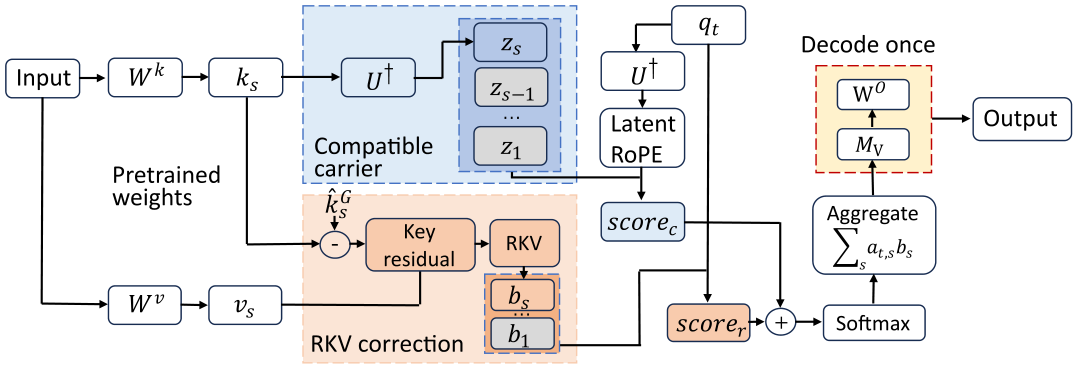 Input
W^k
k_s
U^†
z_s
z_{s-1}
...
z_1
Compatible
carrier
q_t
U^†
Latent
RoPE
score_c
Pretrained
weights
\hat{k}_s^G
-
Key
residual
RKV
b_s
...
b_1
RKV correction
W^v
v_s
score_r
+
Softmax
Aggregate
∑_s a_{t,s} b_s
Decode once
W^O
M_V
Output